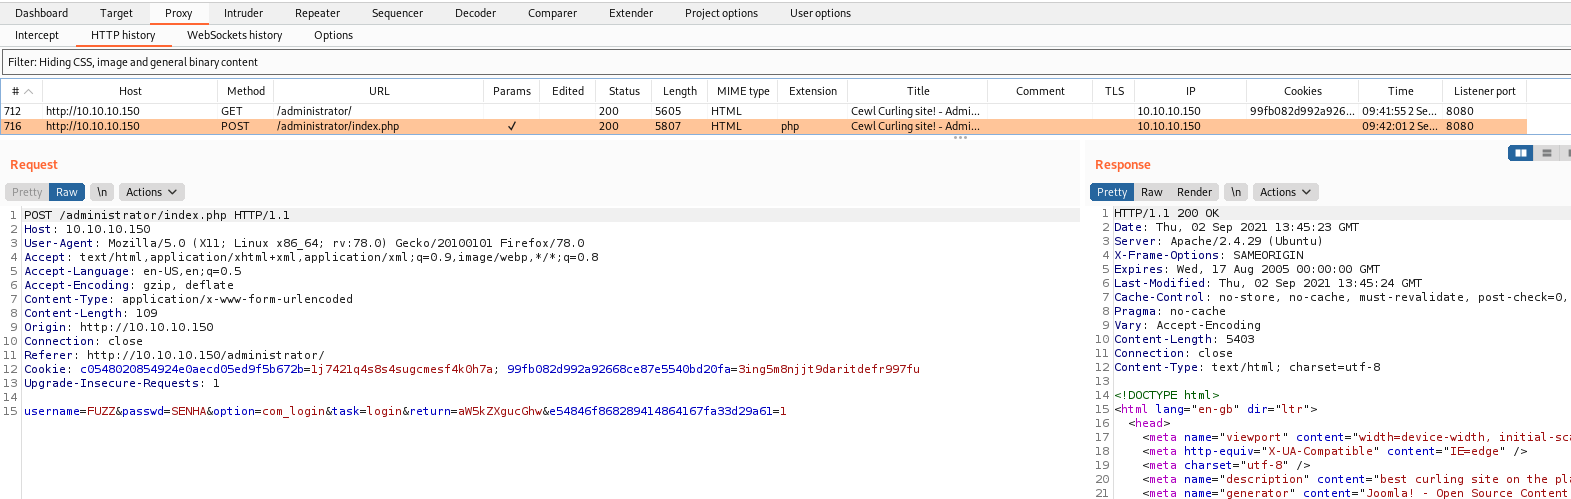 Dashboard Target Proxy Intruder Repeater Sequencer Decoder Comparer Extender Project options User options
Intercept HTTP history WebSockets history Options
Filter: Hiding CSS, image and general binary content
# Host Method URL Params Edited Status Length MIME type Extension Title Comment TLS IP Cookies Time Listener port
712 http://10.10.10.150 GET /administrator/ 200 5605 HTML Cewl Curling site! - Admi... 10.10.10.150 99fb082d992a926... 09:41:55 2 Se... 8080
716 http://10.10.10.150 POST /administrator/index.php ✓ 200 5807 HTML php Cewl Curling site! - Admi... 10.10.10.150 09:42:01 2 Se... 8080
Request
Pretty Raw \n Actions
1 POST /administrator/index.php HTTP/1.1
2 Host: 10.10.10.150
3 User-Agent: Mozilla/5.0 (X11; Linux x86_64; rv:78.0) Gecko/20100101 Firefox/78.0
4 Accept: text/html,application/xhtml+xml,application/xml;q=0.9,image/webp,*/*;q=0.8
5 Accept-Language: en-US,en;q=0.5
6 Accept-Encoding: gzip, deflate
7 Content-Type: application/x-www-form-urlencoded
8 Content-Length: 109
9 Origin: http://10.10.10.150
10 Connection: close
11 Referer: http://10.10.10.150/administrator/
12 Cookie: c0548020854924e0aecd05ed9f5b672b=1j7421q4s8s4sugcmesf4k0h7a; 99fb082d992a92668ce87e5540bd20fa=3ing5m8njjt9daritdefr997fu
13 Upgrade-Insecure-Requests: 1
14
15 username=FUZZ&passwd=SENHA&option=com_login&task=login&return=aW5kZXgucGhw&e54846f868289414864167fa33d29a61=1
Response
Pretty Raw Render \n Actions
1 HTTP/1.1 200 OK
2 Date: Thu, 02 Sep 2021 13:45:23 GMT
3 Server: Apache/2.4.29 (Ubuntu)
4 X-Frame-Options: SAMEORIGIN
5 Expires: Wed, 17 Aug 2005 00:00:00 GMT
6 Last-Modified: Thu, 02 Sep 2021 13:45:24 GMT
7 Cache-Control: no-store, no-cache, must-revalidate, post-check=0,
8 Pragma: no-cache
9 Vary: Accept-Encoding
10 Content-Length: 5403
11 Connection: close
12 Content-Type: text/html; charset=utf-8
13
14 <!DOCTYPE html>
15 <html lang="en-gb" dir="ltr">
16 <head>
17 <meta name="viewport" content="width=device-width, initial-sca
18 <meta http-equiv="X-UA-Compatible" content="IE=edge" />
19 <meta charset="utf-8" />
20 <meta name="description" content="best curling site on the pla
21 <meta name="generator" content="Joomla! - Open Source Content